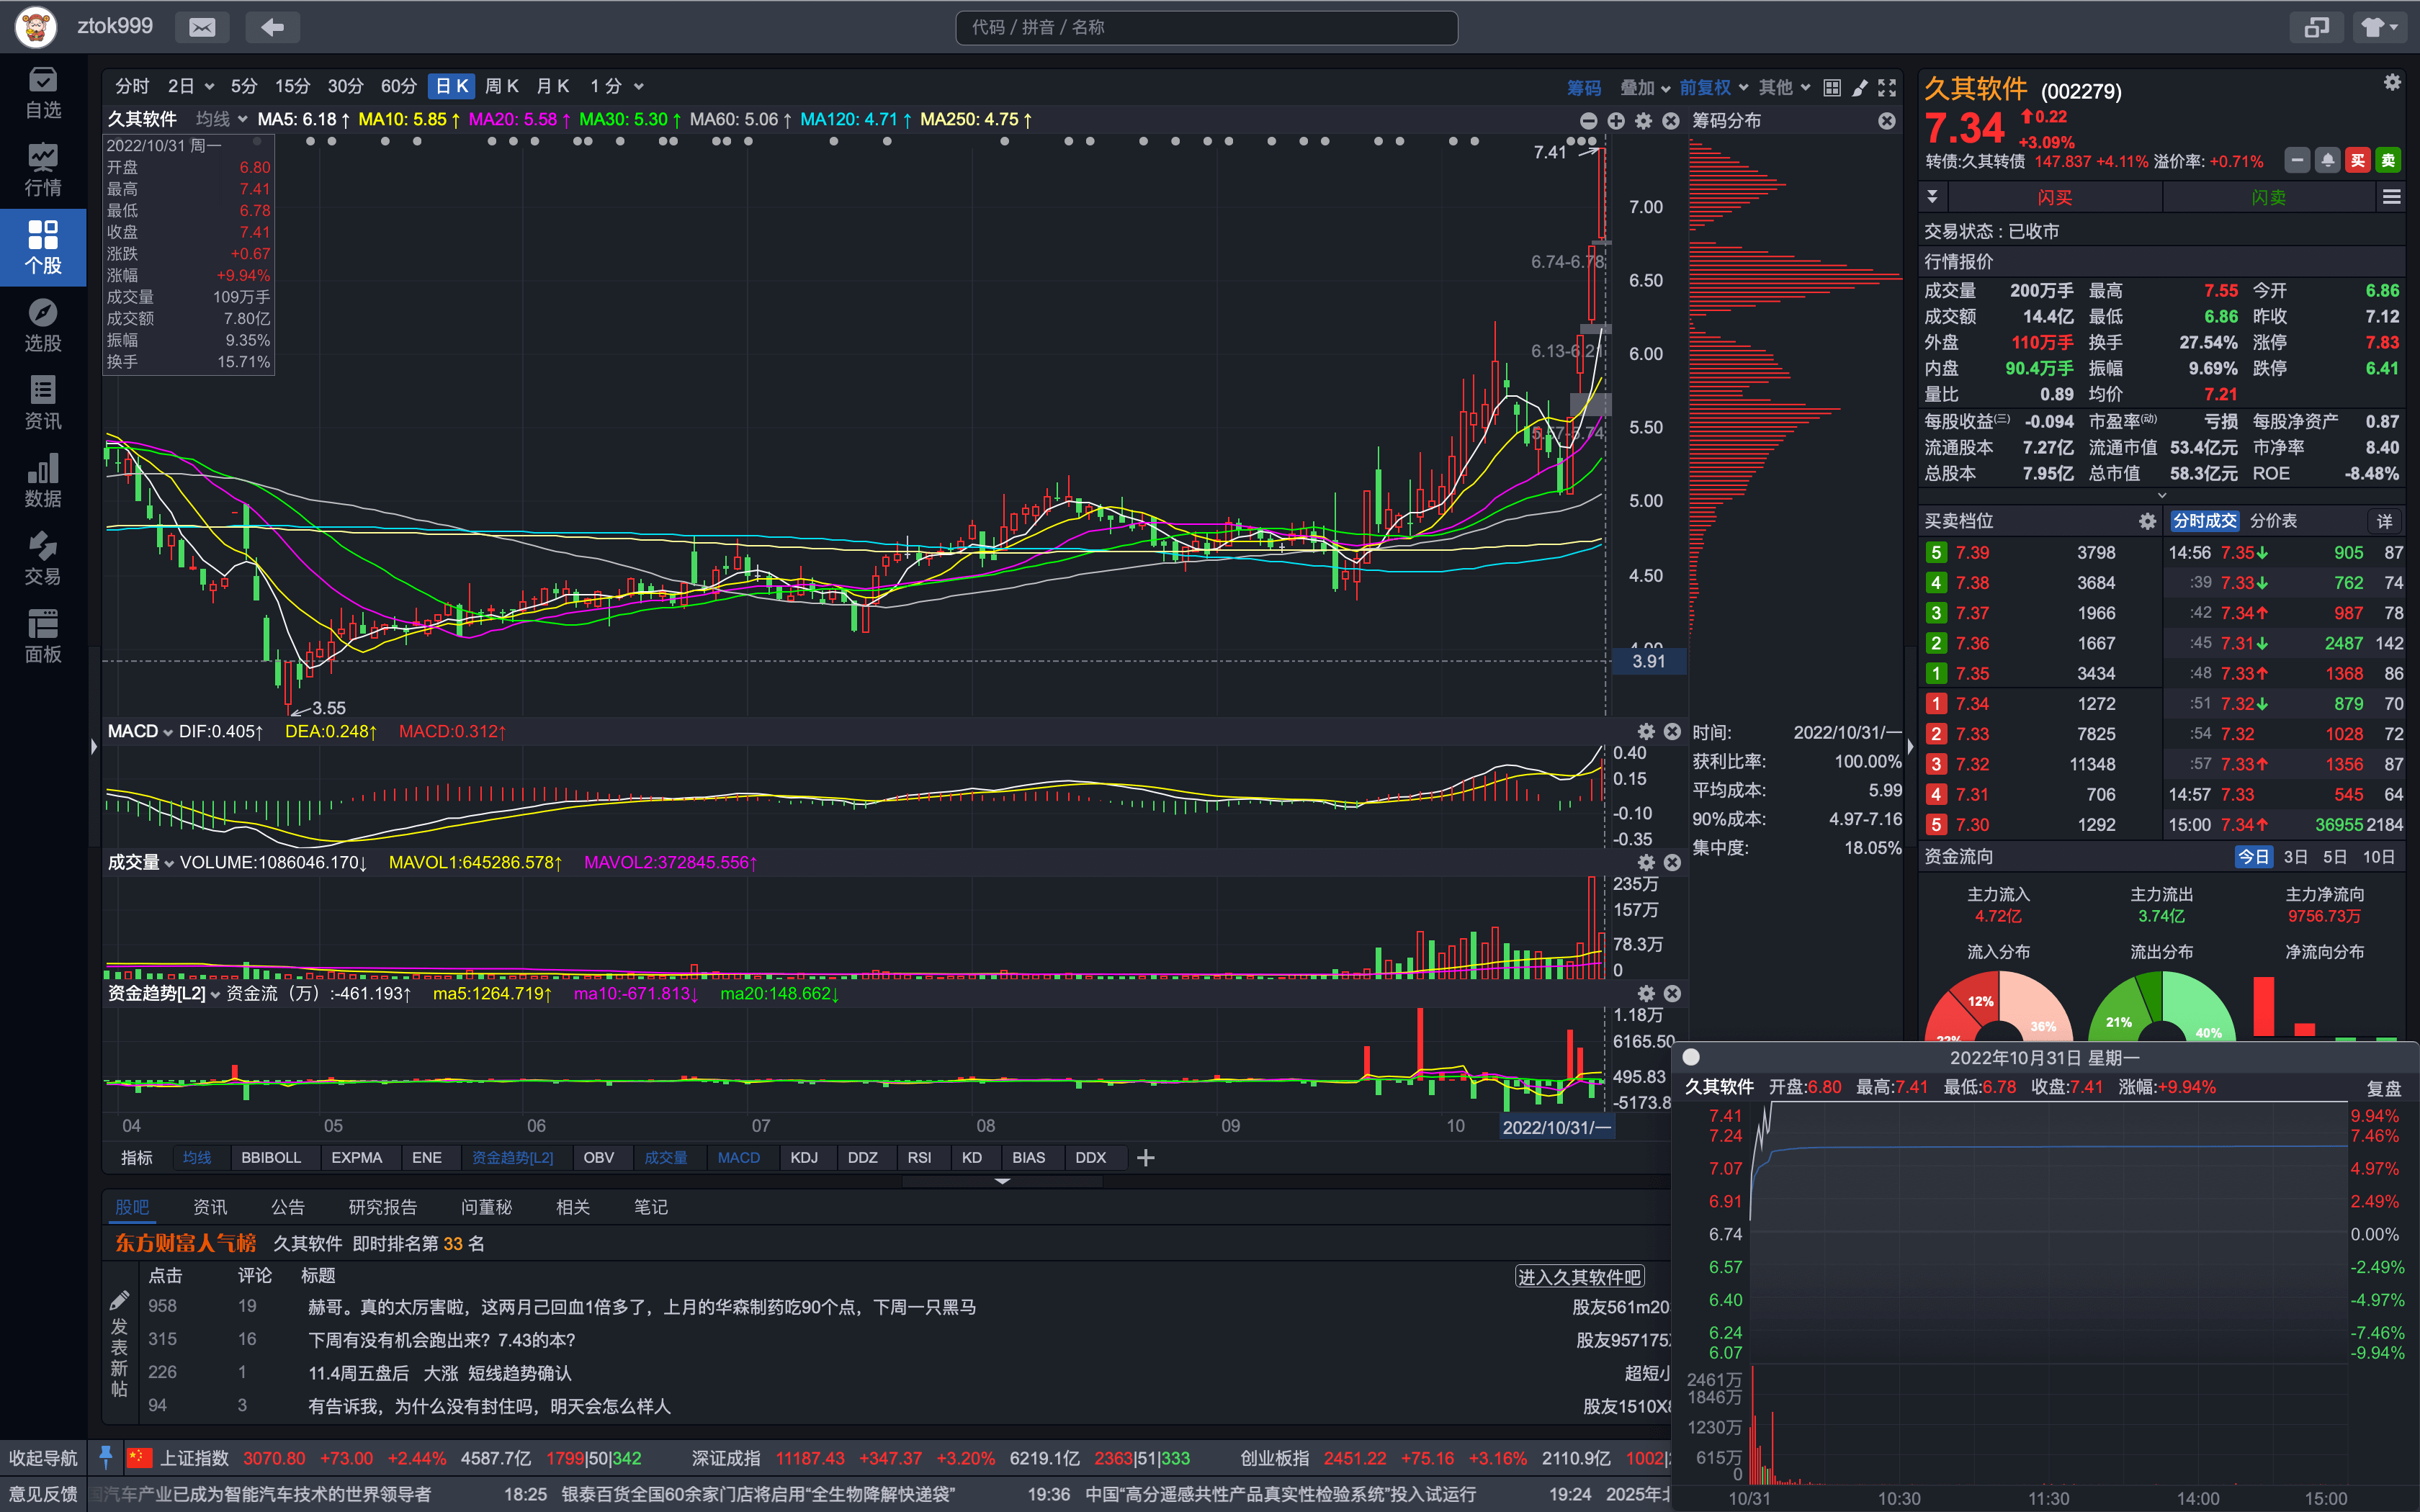 ztok999
代码 / 拼音 / 名称
自选
行情
个股
选股
资讯
数据
交易
面板
分时 2日 5分 15分 30分 60分 日K 周K 月K 1分 筹码 叠加 前复权 其他
久其软件 均线 MA5: 6.18↑ MA10: 5.85↑ MA20: 5.58↑ MA30: 5.30↑ MA60: 5.06↑ MA120: 4.71↑ MA250: 4.75↑
筹码分布
2022/10/31 周一
开盘 6.80
最高 7.41
最低 6.78
收盘 7.41
涨跌 +0.67
涨幅 +9.94%
成交量 109万手
成交额 7.80亿
振幅 9.35%
换手 15.71%
7.41
7.00
6.74-6.78
6.50
6.13-6.21
6.00
5.57-5.74
5.50
5.00
4.50
4.00
3.91
3.55
MACD DIF:0.405↑ DEA:0.248↑ MACD:0.312↑
0.40
0.15
-0.10
-0.35
成交量 VOLUME:1086046.170↓ MAVOL1:645286.578↑ MAVOL2:372845.556↑
235万
157万
78.3万
0
资金趋势[L2] 资金流（万）:-461.193↑ ma5:1264.719↑ ma10:-671.813↓ ma20:148.662↓
1.18万
6165.50
495.83
-5173.8
04 05 06 07 08 09 10 2022/10/31/一
时间: 2022/10/31/一
获利比率: 100.00%
平均成本: 5.99
90%成本: 4.97-7.16
集中度: 18.05%
指标 均线 BBIBOLL EXPMA ENE 资金趋势[L2] OBV 成交量 MACD KDJ DDZ RSI KD BIAS DDX
股吧 资讯 公告 研究报告 问董秘 相关 笔记
东方财富人气榜 久其软件 即时排名第 33 名
点击 评论 标题 进入久其软件吧
958 19 赫哥。真的太厉害啦，这两月己回血1倍多了，上月的华森制药吃90个点，下周一只黑马 股友561m20
315 16 下周有没有机会跑出来？7.43的本？ 股友957175
226 1 11.4周五盘后 大涨 短线趋势确认 超短小
94 3 有告诉我，为什么没有封住吗，明天会怎么样人 股友1510X8
发表新帖
久其软件 (002279)
7.34 0.22
+3.09%
转债:久其转债 147.837 +4.11% 溢价率: +0.71% 买 卖
闪买 闪卖
交易状态 : 已收市
行情报价
成交量 200万手 最高 7.55 今开 6.86
成交额 14.4亿 最低 6.86 昨收 7.12
外盘 110万手 换手 27.54% 涨停 7.83
内盘 90.4万手 振幅 9.69% 跌停 6.41
量比 0.89 均价 7.21
每股收益(三) -0.094 市盈率(动) 亏损 每股净资产 0.87
流通股本 7.27亿 流通市值 53.4亿元 市净率 8.40
总股本 7.95亿 总市值 58.3亿元 ROE -8.48%
买卖档位 分时成交 分价表 详
5 7.39 3798 14:56 7.35↓ 905 87
4 7.38 3684 :39 7.33↓ 762 74
3 7.37 1966 :42 7.34↑ 987 78
2 7.36 1667 :45 7.31↓ 2487 142
1 7.35 3434 :48 7.33↑ 1368 86
1 7.34 1272 :51 7.32↓ 879 70
2 7.33 7825 :54 7.32 1028 72
3 7.32 11348 :57 7.33↑ 1356 87
4 7.31 706 14:57 7.33 545 64
5 7.30 1292 15:00 7.34↑ 36955 2184
资金流向 今日 3日 5日 10日
主力流入 主力流出 主力净流向
4.72亿 3.74亿 9756.73万
流入分布 流出分布 净流向分布
12% 36% 21% 40%
2022年10月31日 星期一
久其软件 开盘:6.80 最高:7.41 最低:6.78 收盘:7.41 涨幅:+9.94% 复盘
7.41 9.94%
7.24 7.46%
7.07 4.97%
6.91 2.49%
6.74 0.00%
6.57 -2.49%
6.40 -4.97%
6.24 -7.46%
6.07 -9.94%
2461万
1846万
1230万
615万
0
10/31 10:30 11:30 14:00 15:00
收起导航 上证指数 3070.80 +73.00 +2.44% 4587.7亿 1799|50|342 深证成指 11187.43 +347.37 +3.20% 6219.1亿 2363|51|333 创业板指 2451.22 +75.16 +3.16% 2110.9亿 1002|
意见反馈 国汽车产业已成为智能汽车技术的世界领导者 18:25 银泰百货全国60余家门店将启用“全生物降解快递袋” 19:36 中国“高分遥感共性产品真实性检验系统”投入试运行 19:24 2025年北